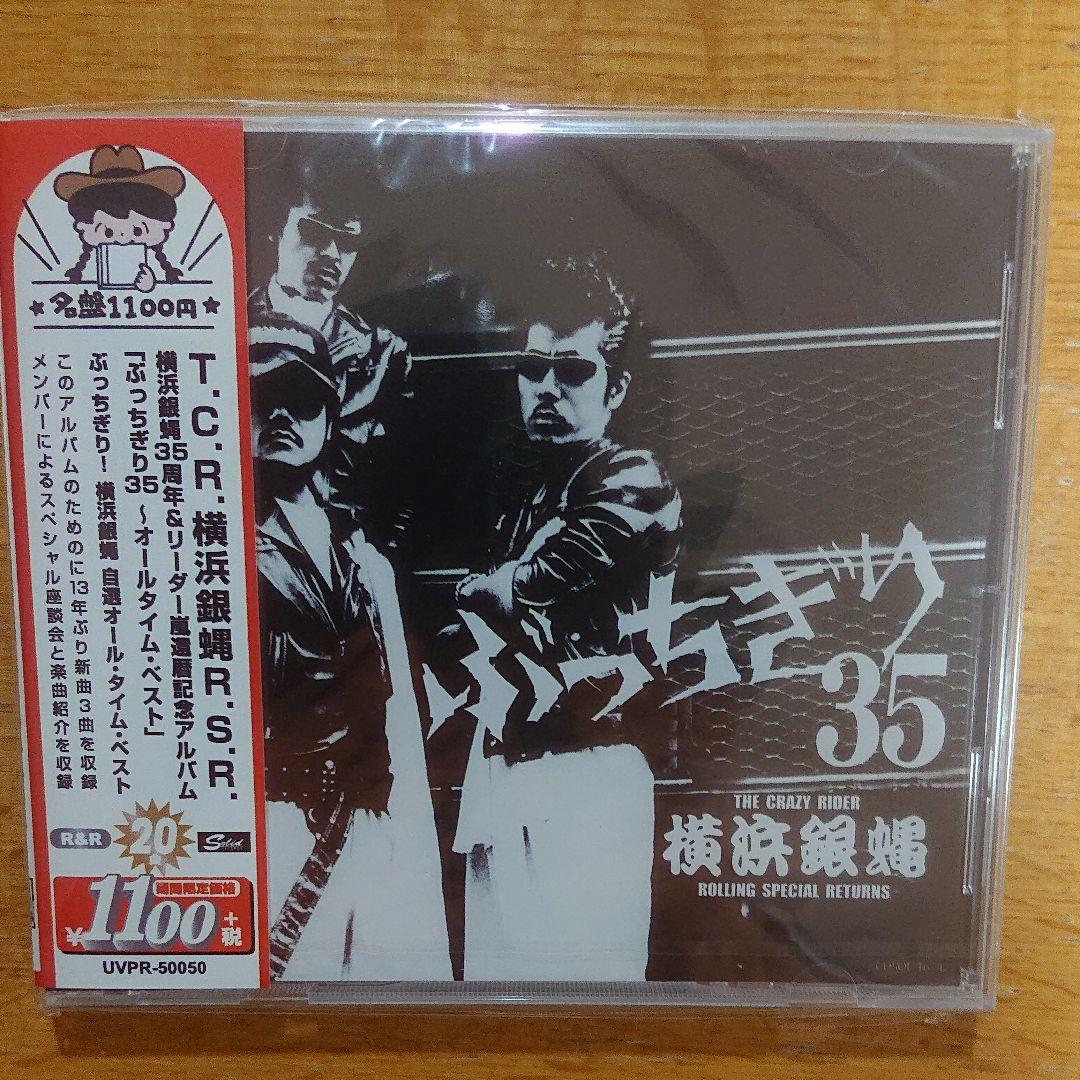 ★名盤1100円★
T.C.R.横浜銀蝿R.S.R.
横浜銀蝿35周年&リーダー嵐還暦記念アルバム
「ぶっちぎり35 ～オールタイム・ベスト」
ぶっちぎり! 横浜銀蝿 自選オール・タイム・ベスト
このアルバムのためのに13年ぶり新曲3曲を収録
メンバーによるスペシャル座談会と楽曲紹介を収録
R&R
20
Solid
期間限定価格
¥1100+税
UVPR-50050
ぶっちぎり
35
THE CRAZY RIDER
横浜銀蝿
ROLLING SPECIAL RETURNS